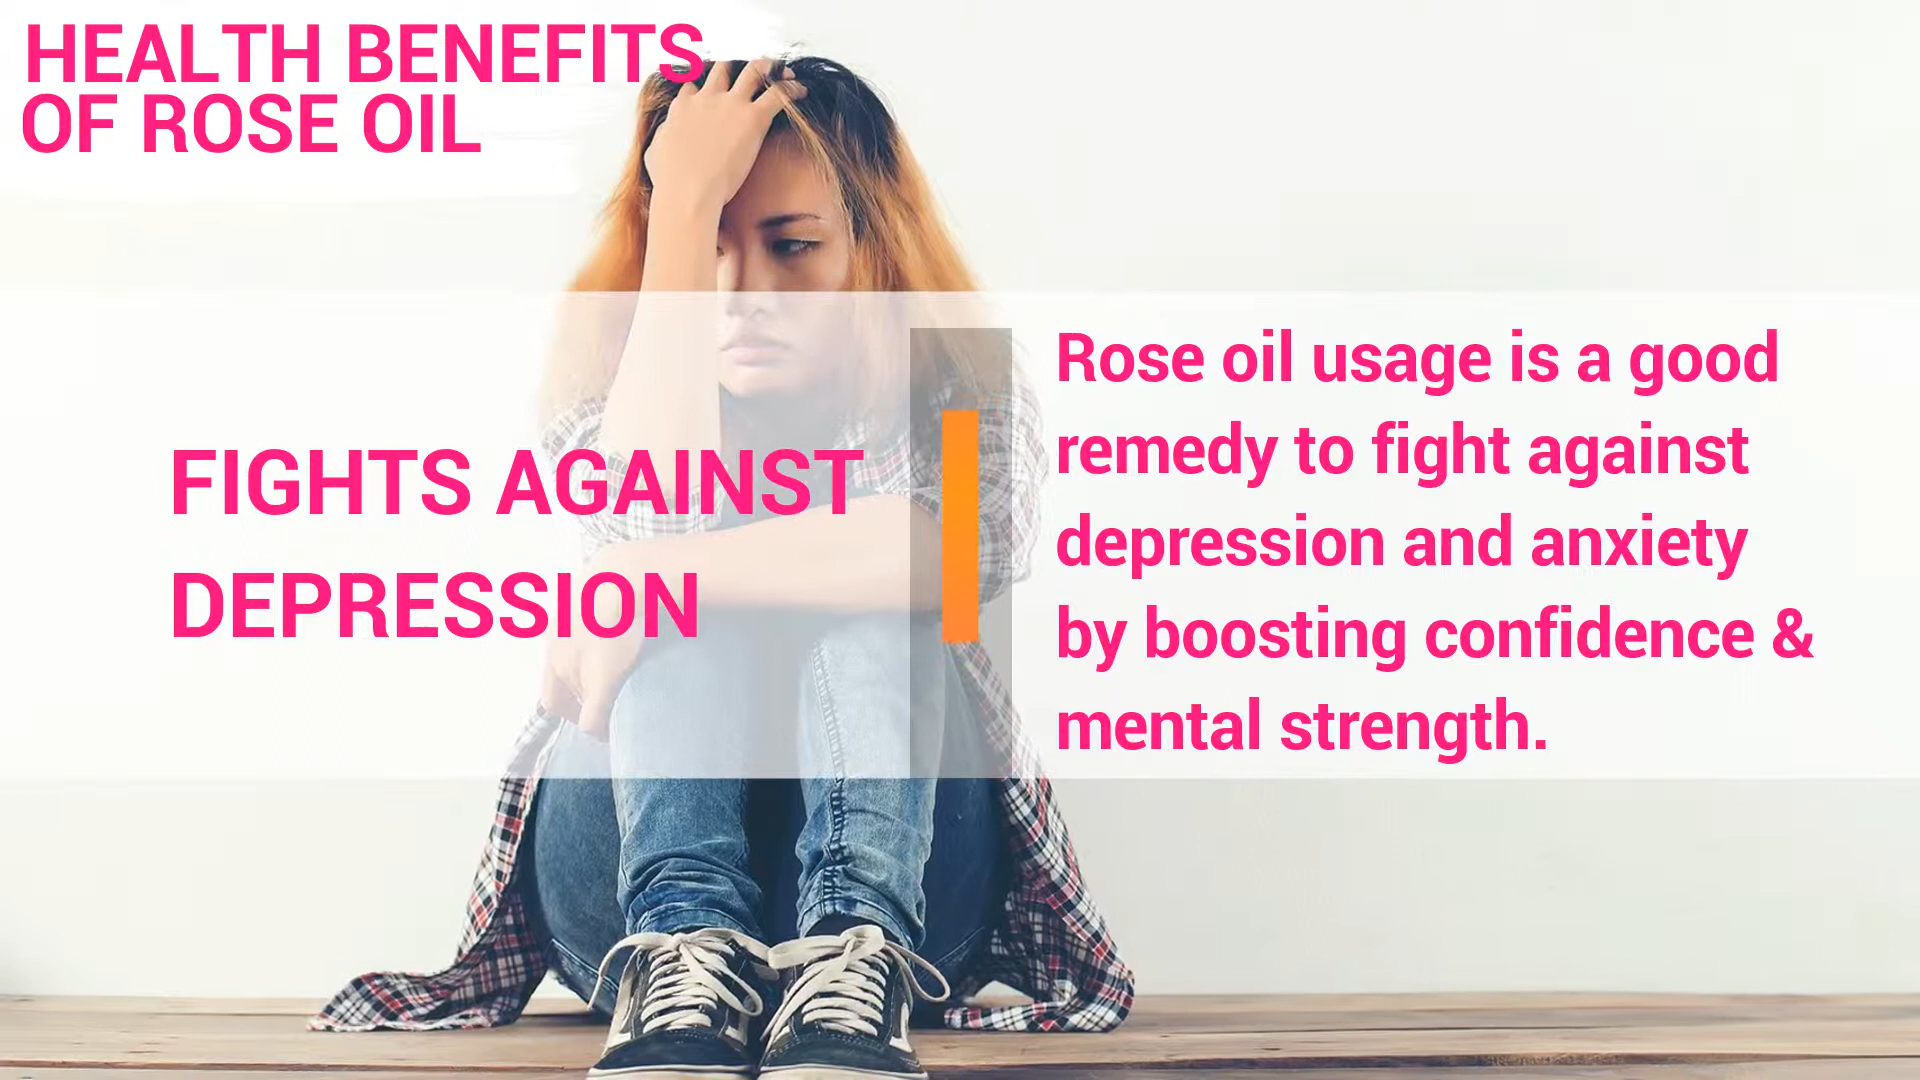 HEALTH BENEFITS
OF ROSE OIL
FIGHTS AGAINST
DEPRESSION
Rose oil usage is a good
remedy to fight against
depression and anxiety
by boosting confidence &
mental strength.